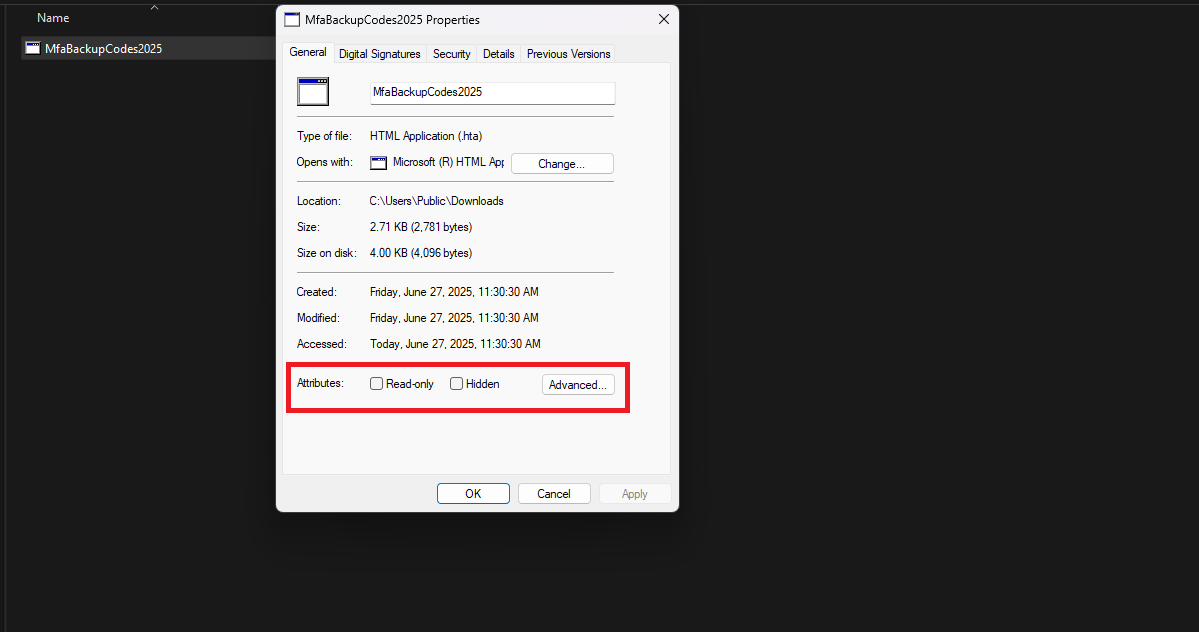 Name
MfaBackupCodes2025
MfaBackupCodes2025 Properties
General Digital Signatures Security Details Previous Versions
MfaBackupCodes2025
Type of file: HTML Application (.hta)
Opens with: Microsoft (R) HTML App Change...
Location: C:\Users\Public\Downloads
Size: 2.71 KB (2,781 bytes)
Size on disk: 4.00 KB (4,096 bytes)
Created: Friday, June 27, 2025, 11:30:30 AM
Modified: Friday, June 27, 2025, 11:30:30 AM
Accessed: Today, June 27, 2025, 11:30:30 AM
Attributes: Read-only Hidden Advanced...
OK Cancel Apply